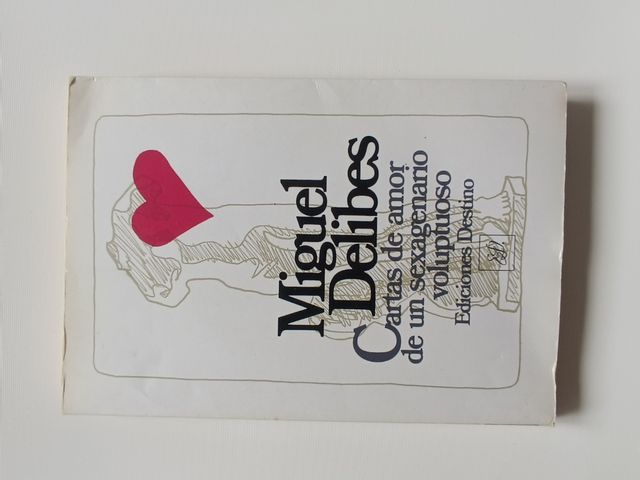 Miguel
Delibes
Cartas de amor
de un sexagenario
voluptuoso
Ediciones Destino